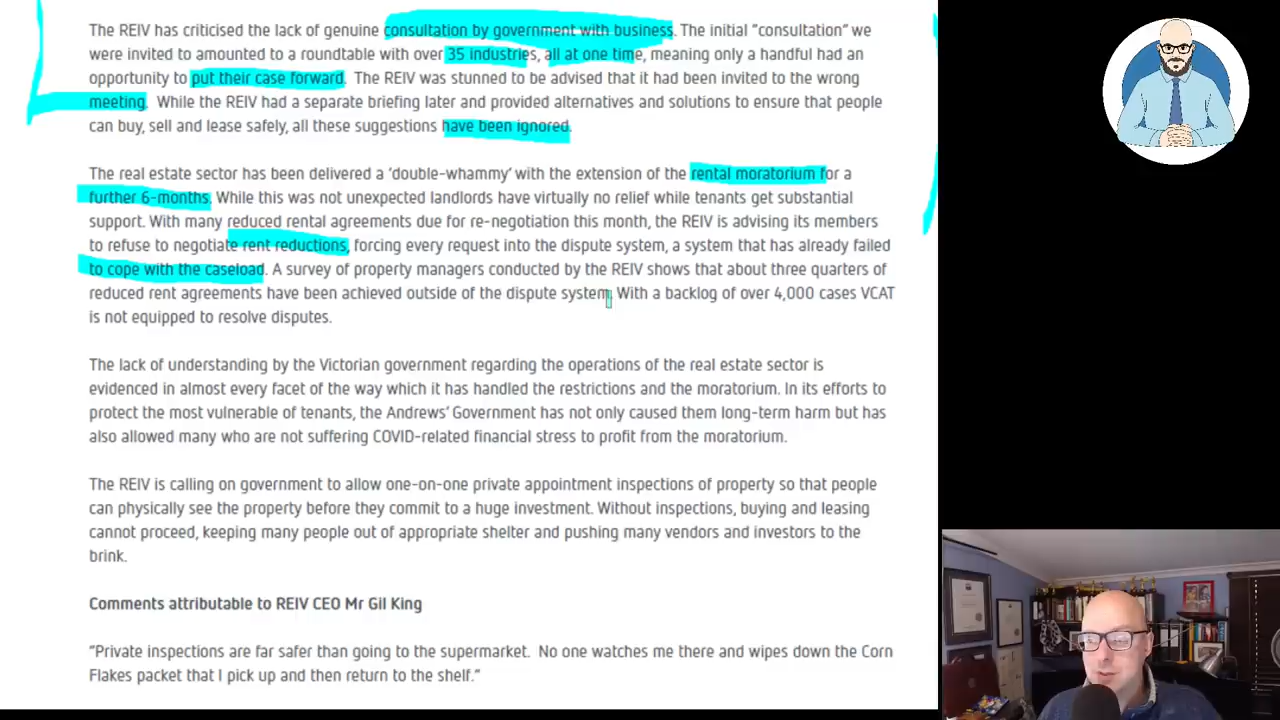 The REIV has criticised the lack of genuine consultation by government with business. The initial "consultation" we
were invited to amounted to a roundtable with over 35 industries, all at one time, meaning only a handful had an
opportunity to put their case forward. The REIV was stunned to be advised that it had been invited to the wrong
meeting. While the REIV had a separate briefing later and provided alternatives and solutions to ensure that people
can buy, sell and lease safely, all these suggestions have been ignored.
The real estate sector has been delivered a 'double-whammy' with the extension of the rental moratorium for a
further 6-months. While this was not unexpected landlords have virtually no relief while tenants get substantial
support. With many reduced rental agreements due for re-negotiation this month, the REIV is advising its members
to refuse to negotiate rent reductions, forcing every request into the dispute system, a system that has already failed
to cope with the caseload. A survey of property managers conducted by the REIV shows that about three quarters of
reduced rent agreements have been achieved outside of the dispute system. With a backlog of over 4,000 cases VCAT
is not equipped to resolve disputes.
The lack of understanding by the Victorian government regarding the operations of the real estate sector is
evidenced in almost every facet of the way which it has handled the restrictions and the moratorium. In its efforts to
protect the most vulnerable of tenants, the Andrews' Government has not only caused them long-term harm but has
also allowed many who are not suffering COVID-related financial stress to profit from the moratorium.
The REIV is calling on government to allow one-on-one private appointment inspections of property so that people
can physically see the property before they commit to a huge investment. Without inspections, buying and leasing
cannot proceed, keeping many people out of appropriate shelter and pushing many vendors and investors to the
brink.
Comments attributable to REIV CEO Mr Gil King
"Private inspections are far safer than going to the supermarket. No one watches me there and wipes down the Corn
Flakes packet that I pick up and then return to the shelf."